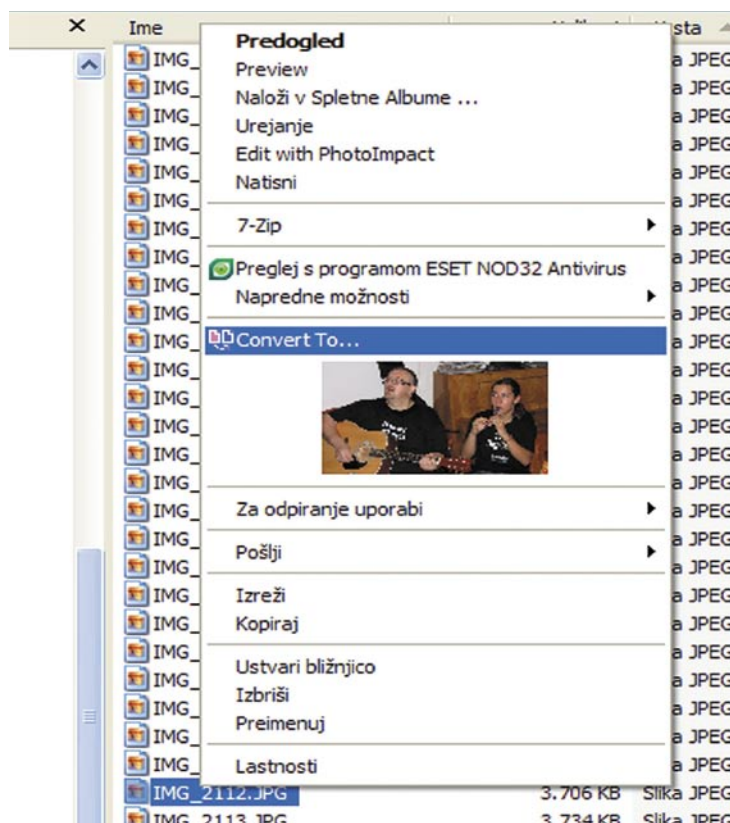 Ime
sta
IMG_
a JPEG
Predogled
Preview
Naloži v Spletne Albume ...
Urejanje
Edit with PhotoImpact
Natisni
7-Zip
Preglej s programom ESET NOD32 Antivirus
Napredne možnosti
Convert To...
Za odpiranje uporabi
Pošlji
Izreži
Kopiraj
Ustvari bližnjico
Izbriši
Preimenuj
Lastnosti
IMG_2112.JPG 3.706 KB Slika JPEG
IMG_2113.JPG 3.734 KB Slika JPEG